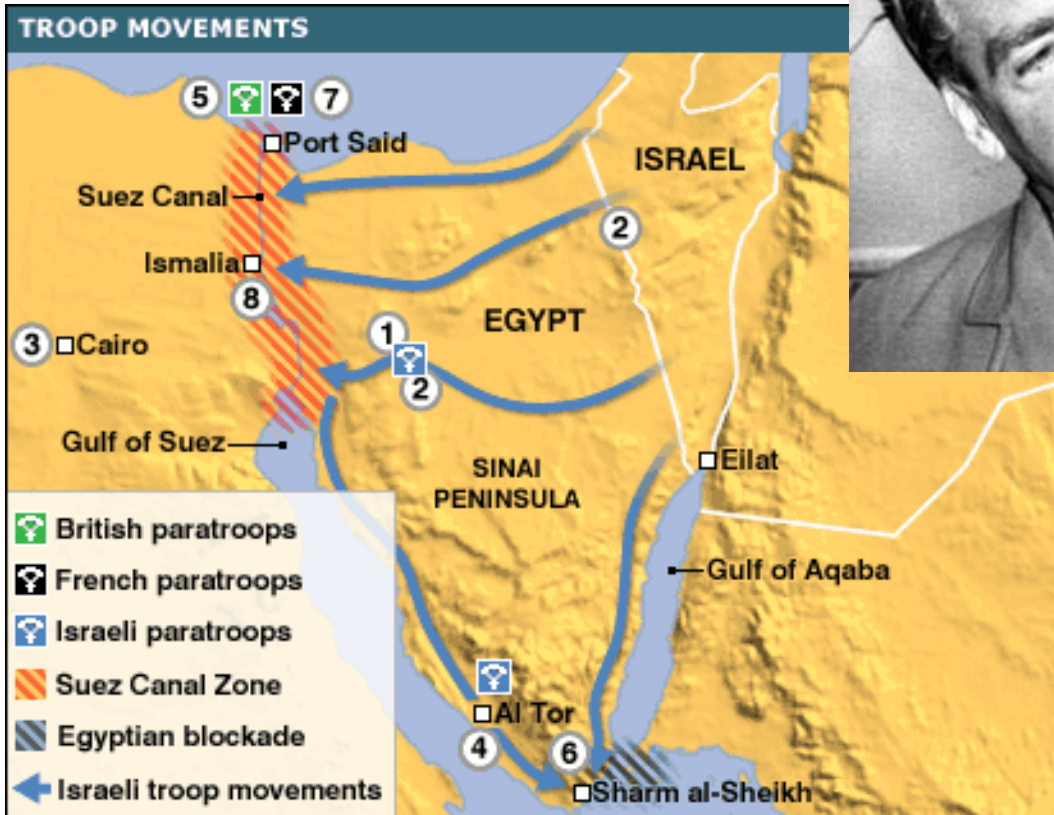 TROOP MOVEMENTS
5
7
Port Said
ISRAEL
Suez Canal
2
Ismalia
8
EGYPT
1
3
Cairo
2
Gulf of Suez
Eilat
SINAI
PENINSULA
British paratroops
French paratroops
Gulf of Aqaba
Israeli paratroops
Suez Canal Zone
Al Tor
Egyptian blockade
4
6
Israeli troop movements
Sharm al-Sheikh